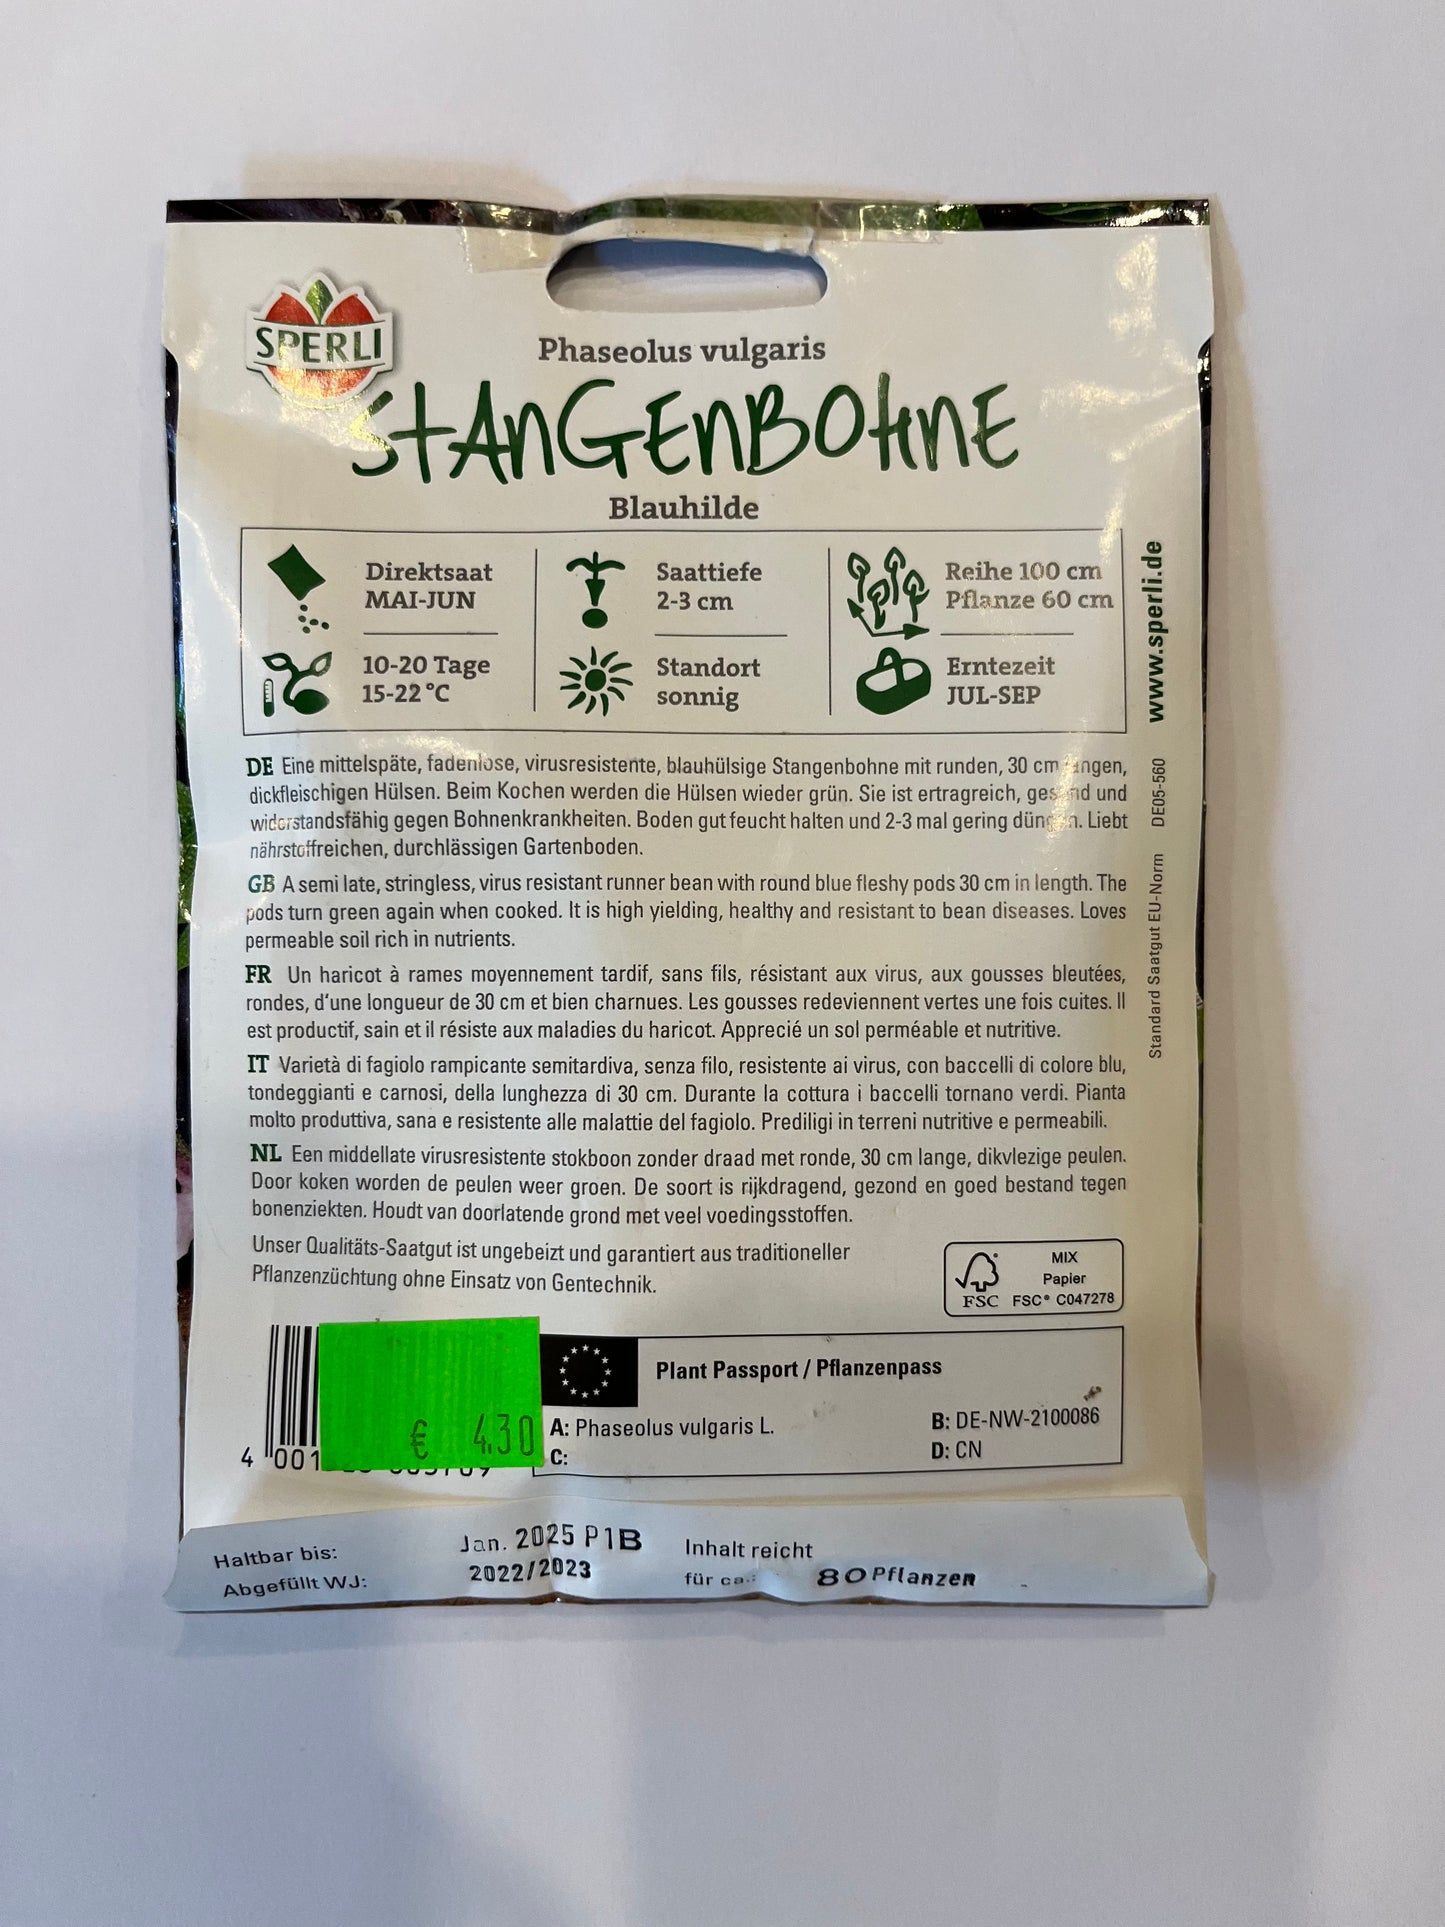 SPERLI
Phaseolus vulgaris
STANGENBOHNE
Blauhilde
Direktsaat
MAI-JUN
Saattiefe
2-3 cm
Reihe 100 cm
Pflanze 60 cm
10-20 Tage
15-22 °C
Standort
sonnig
Erntezeit
JUL-SEP
DE Eine mittelspäte, fadenlose, virusresistente, blauhülsige Stangenbohne mit runden, 30 cm langen,
dickfleischigen Hülsen. Beim Kochen werden die Hülsen wieder grün. Sie ist ertragreich, gesund und
widerstandsfähig gegen Bohnenkrankheiten. Boden gut feucht halten und 2-3 mal gering düngen. Liebt
nährstoffreichen, durchlässigen Gartenboden.
GB A semi late, stringless, virus resistant runner bean with round blue fleshy pods 30 cm in length. The
pods turn green again when cooked. It is high yielding, healthy and resistant to bean diseases. Loves
permeable soil rich in nutrients.
FR Un haricot à rames moyennement tardif, sans fils, résistant aux virus, aux gousses bleutées,
rondes, d'une longueur de 30 cm et bien charnues. Les gousses redeviennent vertes une fois cuites. Il
est productif, sain et il résiste aux maladies du haricot. Apprecié un sol perméable et nutritive.
IT Varietà di fagiolo rampicante semitardiva, senza filo, resistente ai virus, con baccelli di colore blu,
tondeggianti e carnosi, della lunghezza di 30 cm. Durante la cottura i baccelli tornano verdi. Pianta
molto produttiva, sana e resistente alle malattie del fagiolo. Prediligi in terreni nutritive e permeabili.
NL Een middellate virusresistente stokboon zonder draad met ronde, 30 cm lange, dikvlezige peulen.
Door koken worden de peulen weer groen. De soort is rijkdragend, gezond en goed bestand tegen
bonenziekten. Houdt van doorlatende grond met veel voedingsstoffen.
Unser Qualitäts-Saatgut ist ungebeizt und garantiert aus traditioneller
Pflanzenzüchtung ohne Einsatz von Gentechnik.
www.sperli.de
Standard Saatgut EU-Norm DE05-560
MIX
Papier
FSC FSC® C047278
€ 4,30
4 001
Plant Passport / Pflanzenpass
A: Phaseolus vulgaris L.
B: DE-NW-2100086
C:
D: CN
Haltbar bis: Jan. 2025 P1B
Abgefüllt WJ: 2022/2023
Inhalt reicht
für ca.: 80 Pflanzen